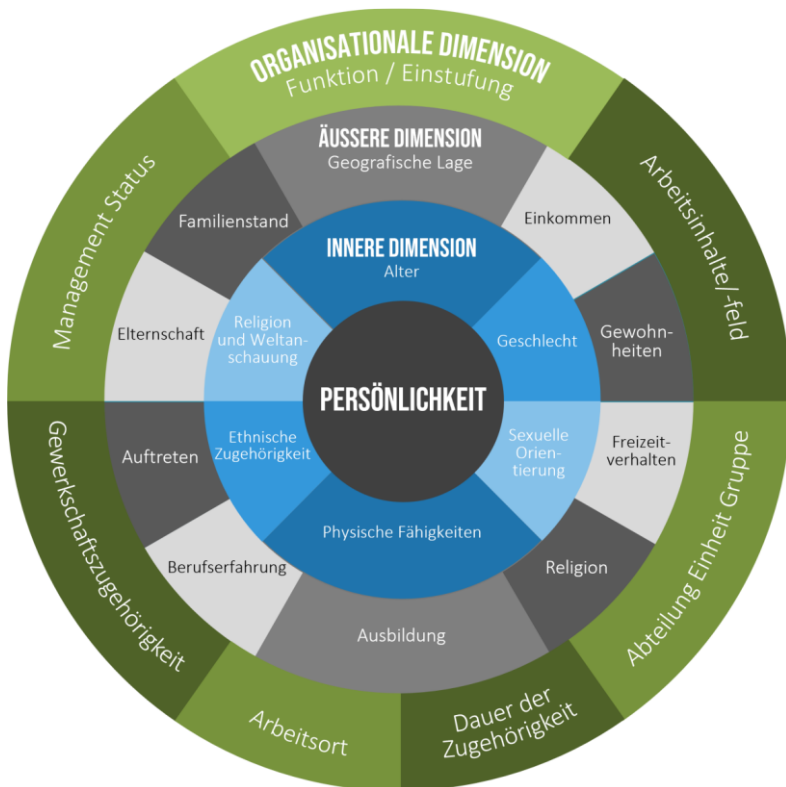 ORGANISATIONALE DIMENSION
Funktion / Einstufung
Arbeitsinhalte/-feld
Abteilung Einheit Gruppe
Dauer der
Zugehörigkeit
Arbeitsort
Gewerkschaftszugehörigkeit
Management Status
ÄUSSERE DIMENSION
Geografische Lage
Einkommen
Gewohn-
heiten
Freizeit-
verhalten
Religion
Ausbildung
Berufserfahrung
Auftreten
Elternschaft
Familienstand
INNERE DIMENSION
Alter
Geschlecht
Sexuelle
Orien-
tierung
Physische Fähigkeiten
Ethnische
Zugehörigkeit
Religion
und Weltan-
schauung
PERSÖNLICHKEIT